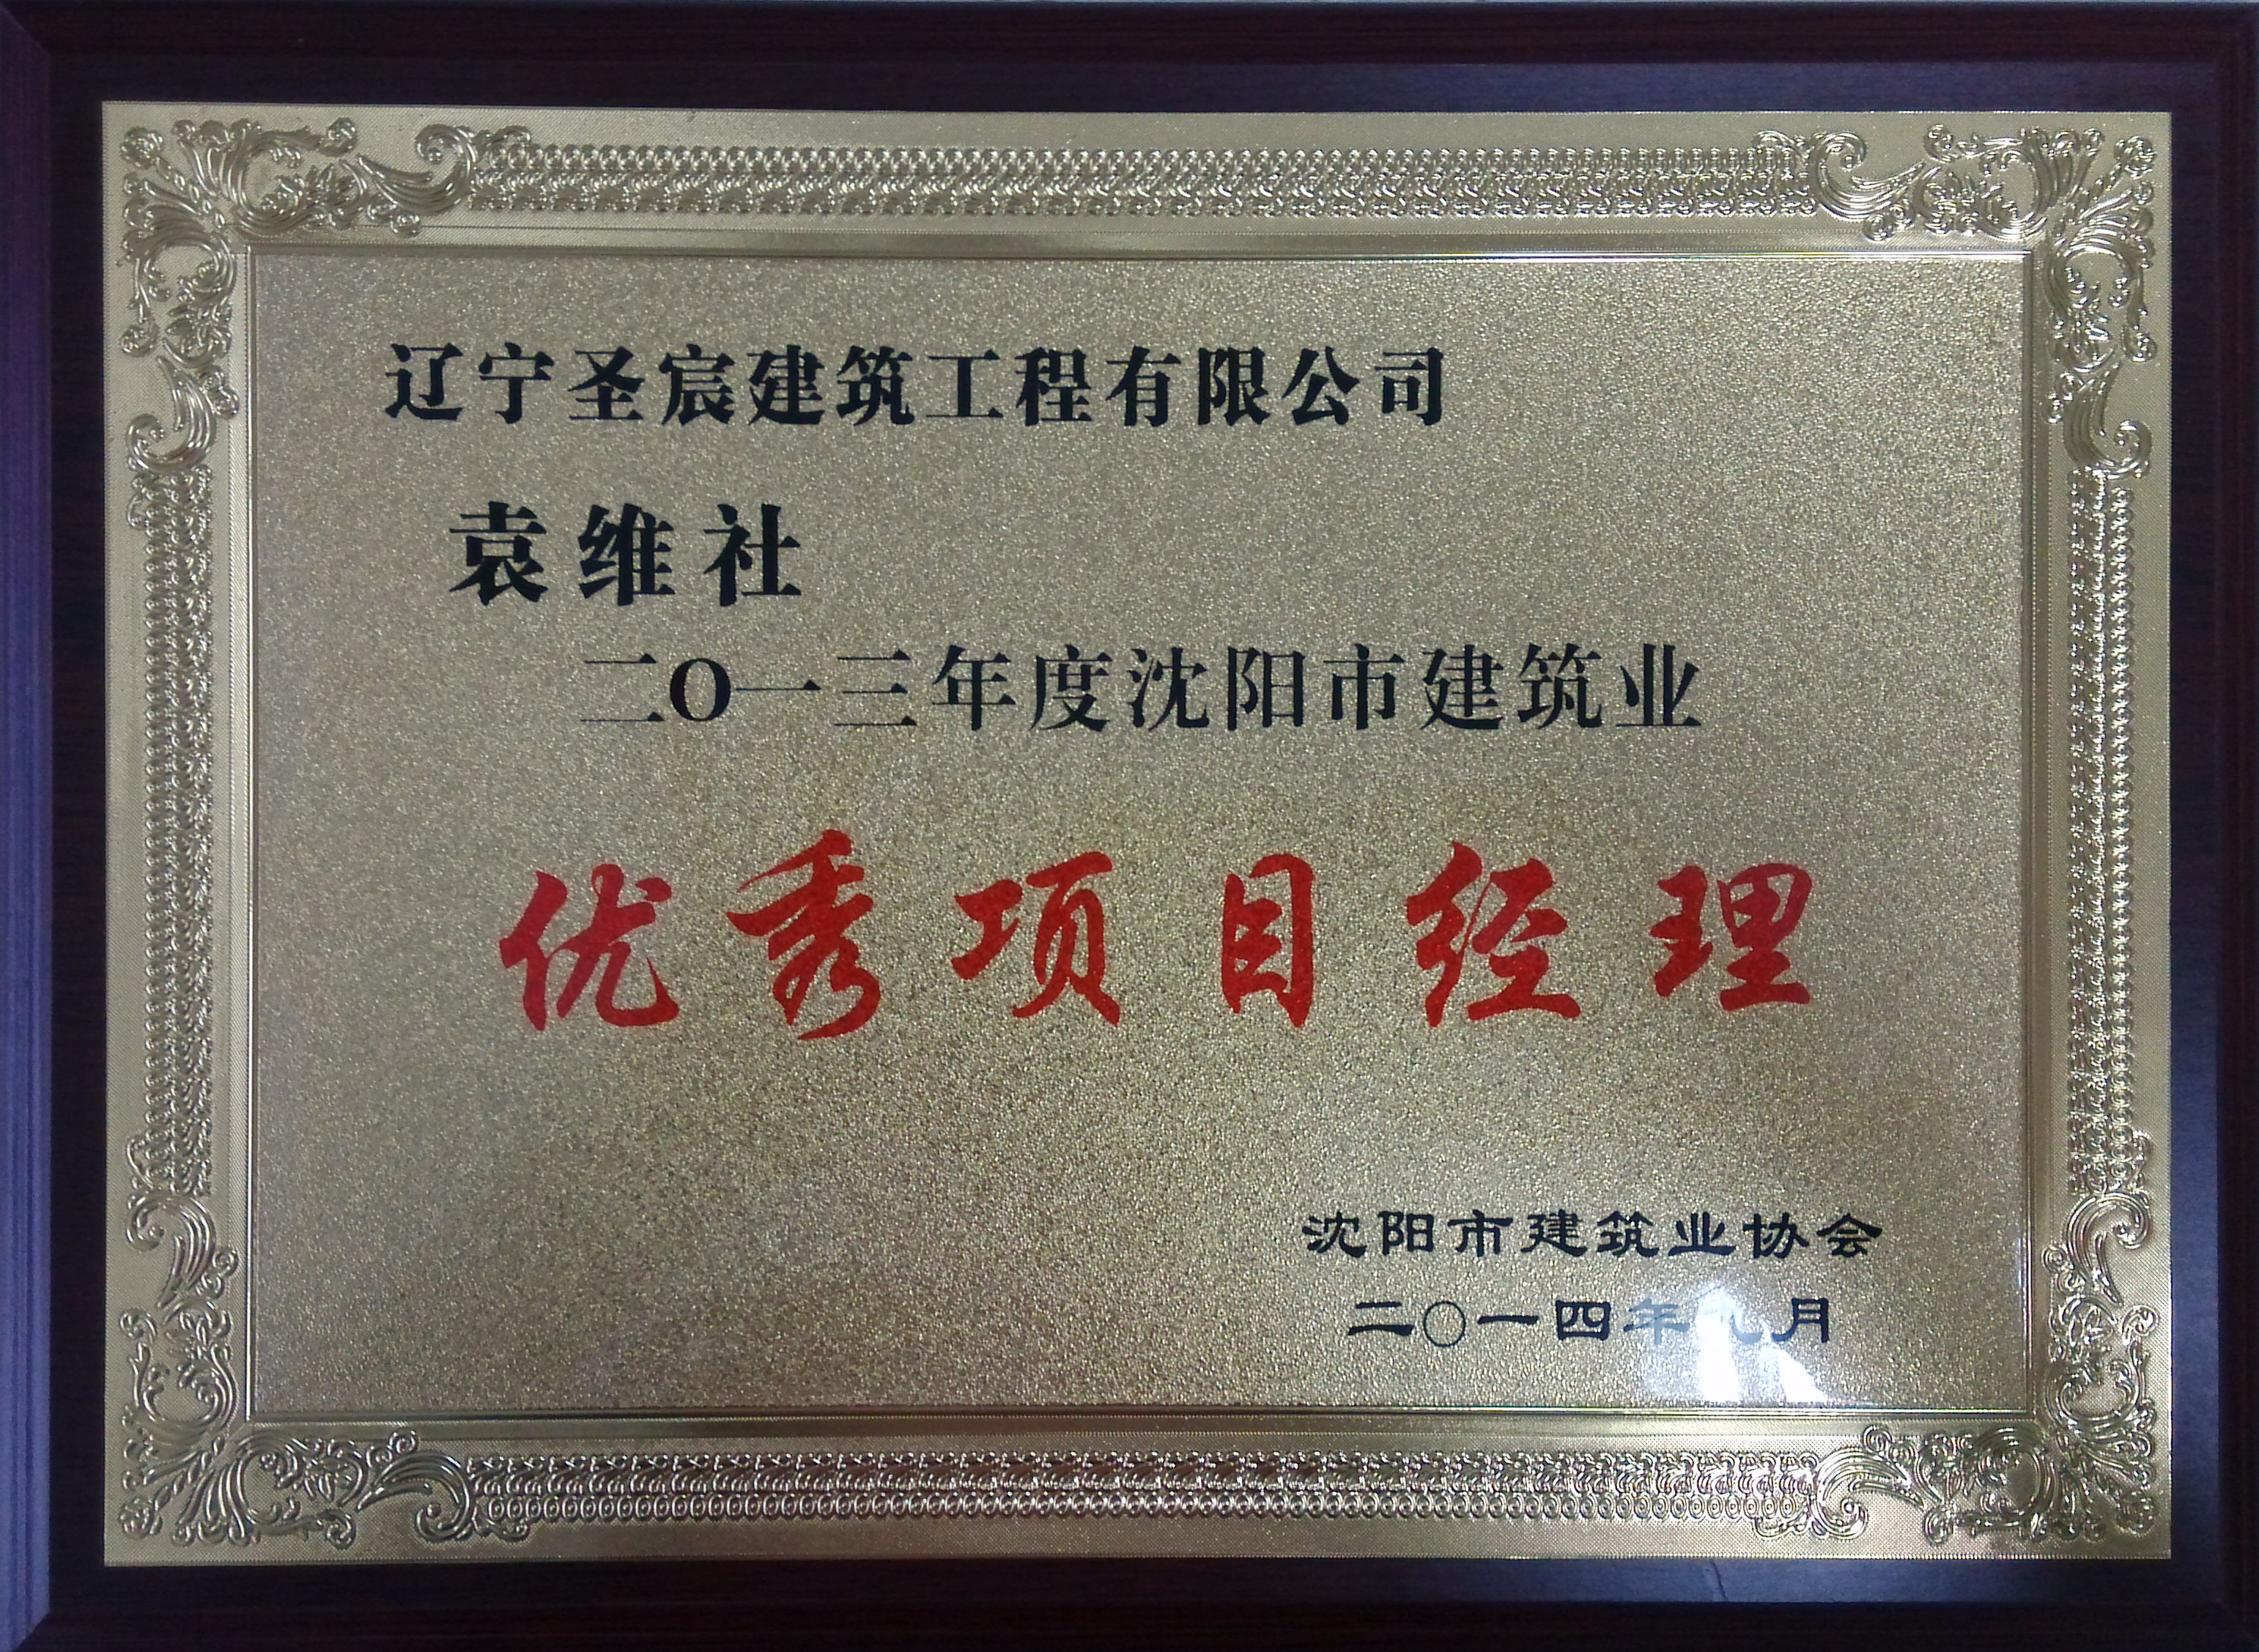 辽宁圣宸建筑工程有限公司
袁维社
二O一三年度沈阳市建筑业
优秀项目经理
沈阳市建筑业协会
二〇一四年九月